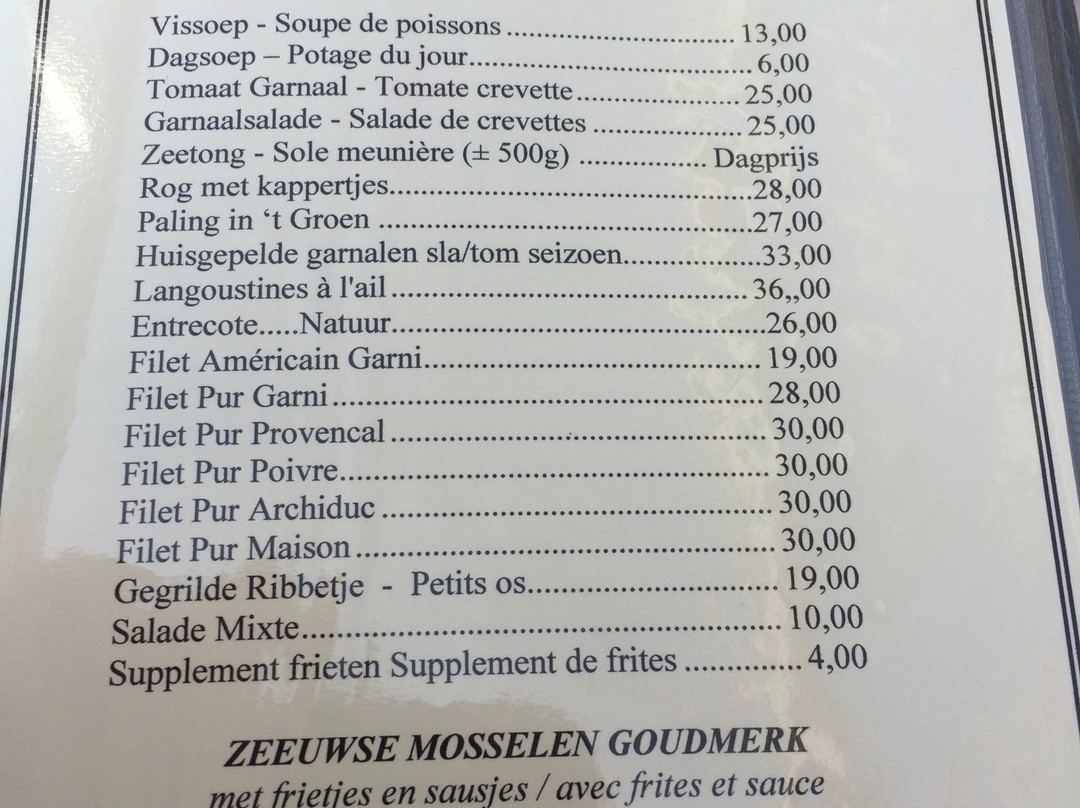 Vissoep - Soupe de poissons .................................. 13,00
Dagsoep – Potage du jour.......................................... 6,00
Tomaat Garnaal - Tomate crevette........................ 25,00
Garnaalsalade - Salade de crevettes ...................... 25,00
Zeetong - Sole meunière (± 500g) ................... Dagprijs
Rog met kappertjes.....................................................28,00
Paling in ‘t Groen ......................................................27,00
Huisgepelde garnalen sla/tom seizoen....................33,00
Langoustines à l'ail .................................................... 36,,00
Entrecote.....Natuur......................................................26,00
Filet Américain Garni................................................. 19,00
Filet Pur Garni .............................................................. 28,00
Filet Pur Provencal ...................................................... 30,00
Filet Pur Poivre............................................................. 30,00
Filet Pur Archiduc ....................................................... 30,00
Filet Pur Maison ........................................................... 30,00
Gegrilde Ribbetje - Petits os................................... 19,00
Salade Mixte.................................................................. 10,00
Supplement frieten Supplement de frites .............. 4,00
ZEEUWSE MOSSELEN GOUDMERK
met frietjes en sausjes / avec frites et sauce